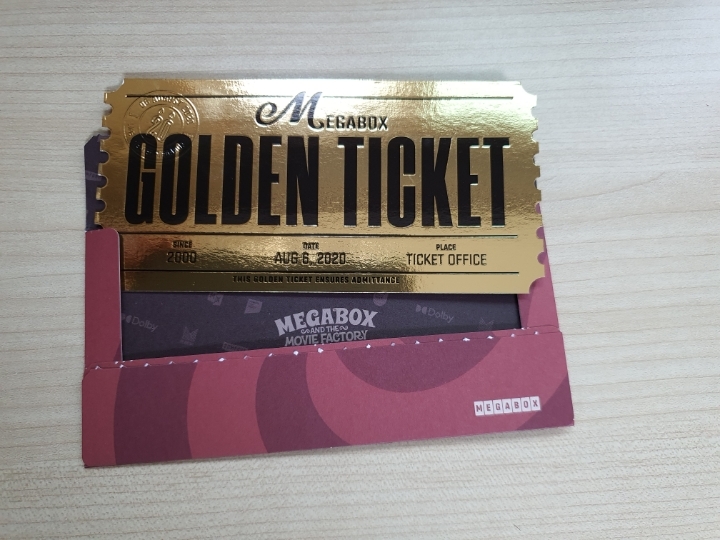 MEGABOX
GOLDEN TICKET
SINCE DATE PLACE
2000 AUG 6, 2020 TICKET OFFICE
THIS GOLDEN TICKET ENSURES ADMITTANCE
Dolby
Dolby
MEGABOX
AND THE
MOVIE FACTORY
MEGABOX